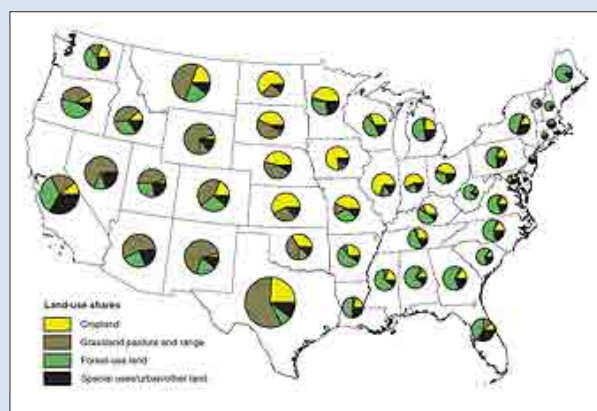 Land-use shares
Cropland
Grassland pasture and range
Forest-use land
Special uses/urban/other land